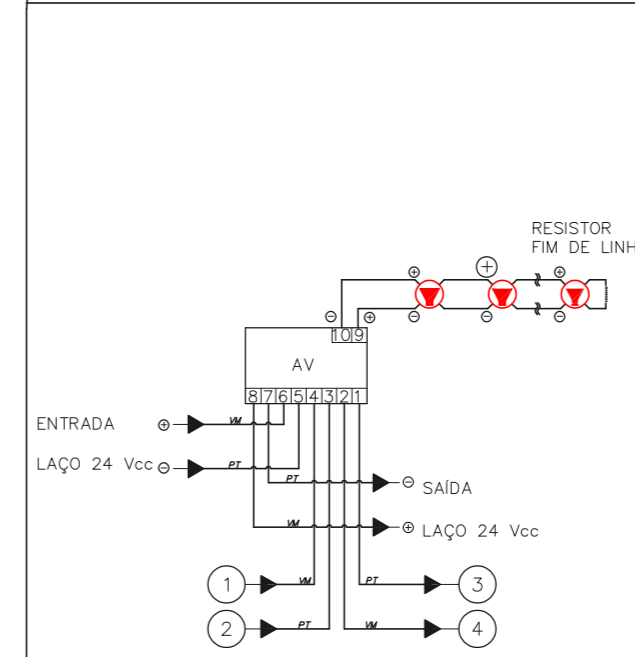 RESISTOR
FIM DE LINH
⊕ ⊕ ⊕
⊖ ⊖ ⊖
⊖ ⊕
10 9
AV
8 7 6 5 4 3 2 1
ENTRADA ⊕ VM
LAÇO 24 Vcc ⊖ PT
PT ⊖ SAÍDA
VM ⊕ LAÇO 24 Vcc
1 VM PT 3
2 PT VM 4